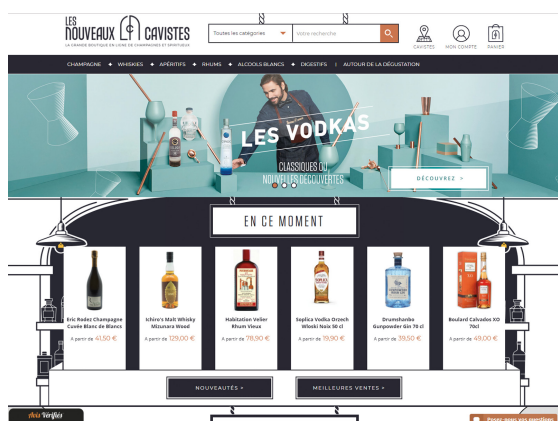 LES
NOUVEAUX CAVISTES
LA GRANDE BOUTIQUE EN LIGNE DE CHAMPAGNES ET SPIRITUEUX
Toutes les catégories
Votre recherche
CAVISTES
MON COMPTE
PANIER
CHAMPAGNE ✦ WHISKIES ✦ APÉRITIFS ✦ RHUMS ✦ ALCOOLS BLANCS ✦ DIGESTIFS | AUTOUR DE LA DÉGUSTATION
LES VODKAS
CLASSIQUES OU
NOUVELLES DÉCOUVERTES
DÉCOUVREZ >
EN CE MOMENT
Eric Rodez Champagne
Cuvée Blanc de Blancs
A partir de 41,50 €
Ichiro's Malt Whisky
Mizunara Wood
A partir de 129,00 €
Habitation Velier
Rhum Vieux
A partir de 78,90 €
Soplica Vodka Orzech
Wloski Noix 50 cl
A partir de 19,90 €
Drumshanbo
Gunpowder Gin 70 cl
A partir de 39,50 €
Boulard Calvados XO
70cl
A partir de 49,00 €
NOUVEAUTÉS >
MEILLEURES VENTES >
Avis Vérifiés
Posez-nous vos questions